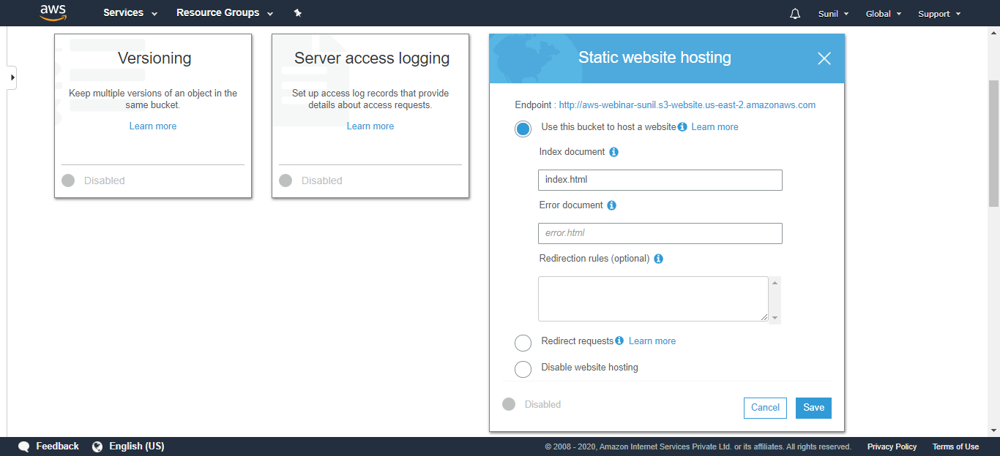 aws
Services
Resource Groups
Sunil
Global
Support
Versioning
Keep multiple versions of an object in the
same bucket.
Learn more
Disabled
Server access logging
Set up access log records that provide
details about access requests.
Learn more
Disabled
Static website hosting
Endpoint : http://aws-webinar-sunil.s3-website.us-east-2.amazonaws.com
Use this bucket to host a website Learn more
Index document
index.html
Error document
error.html
Redirection rules (optional)
Redirect requests Learn more
Disable website hosting
Disabled
Cancel
Save
Feedback
English (US)
© 2008 - 2020, Amazon Internet Services Private Ltd. or its affiliates. All rights reserved.
Privacy Policy
Terms of Use